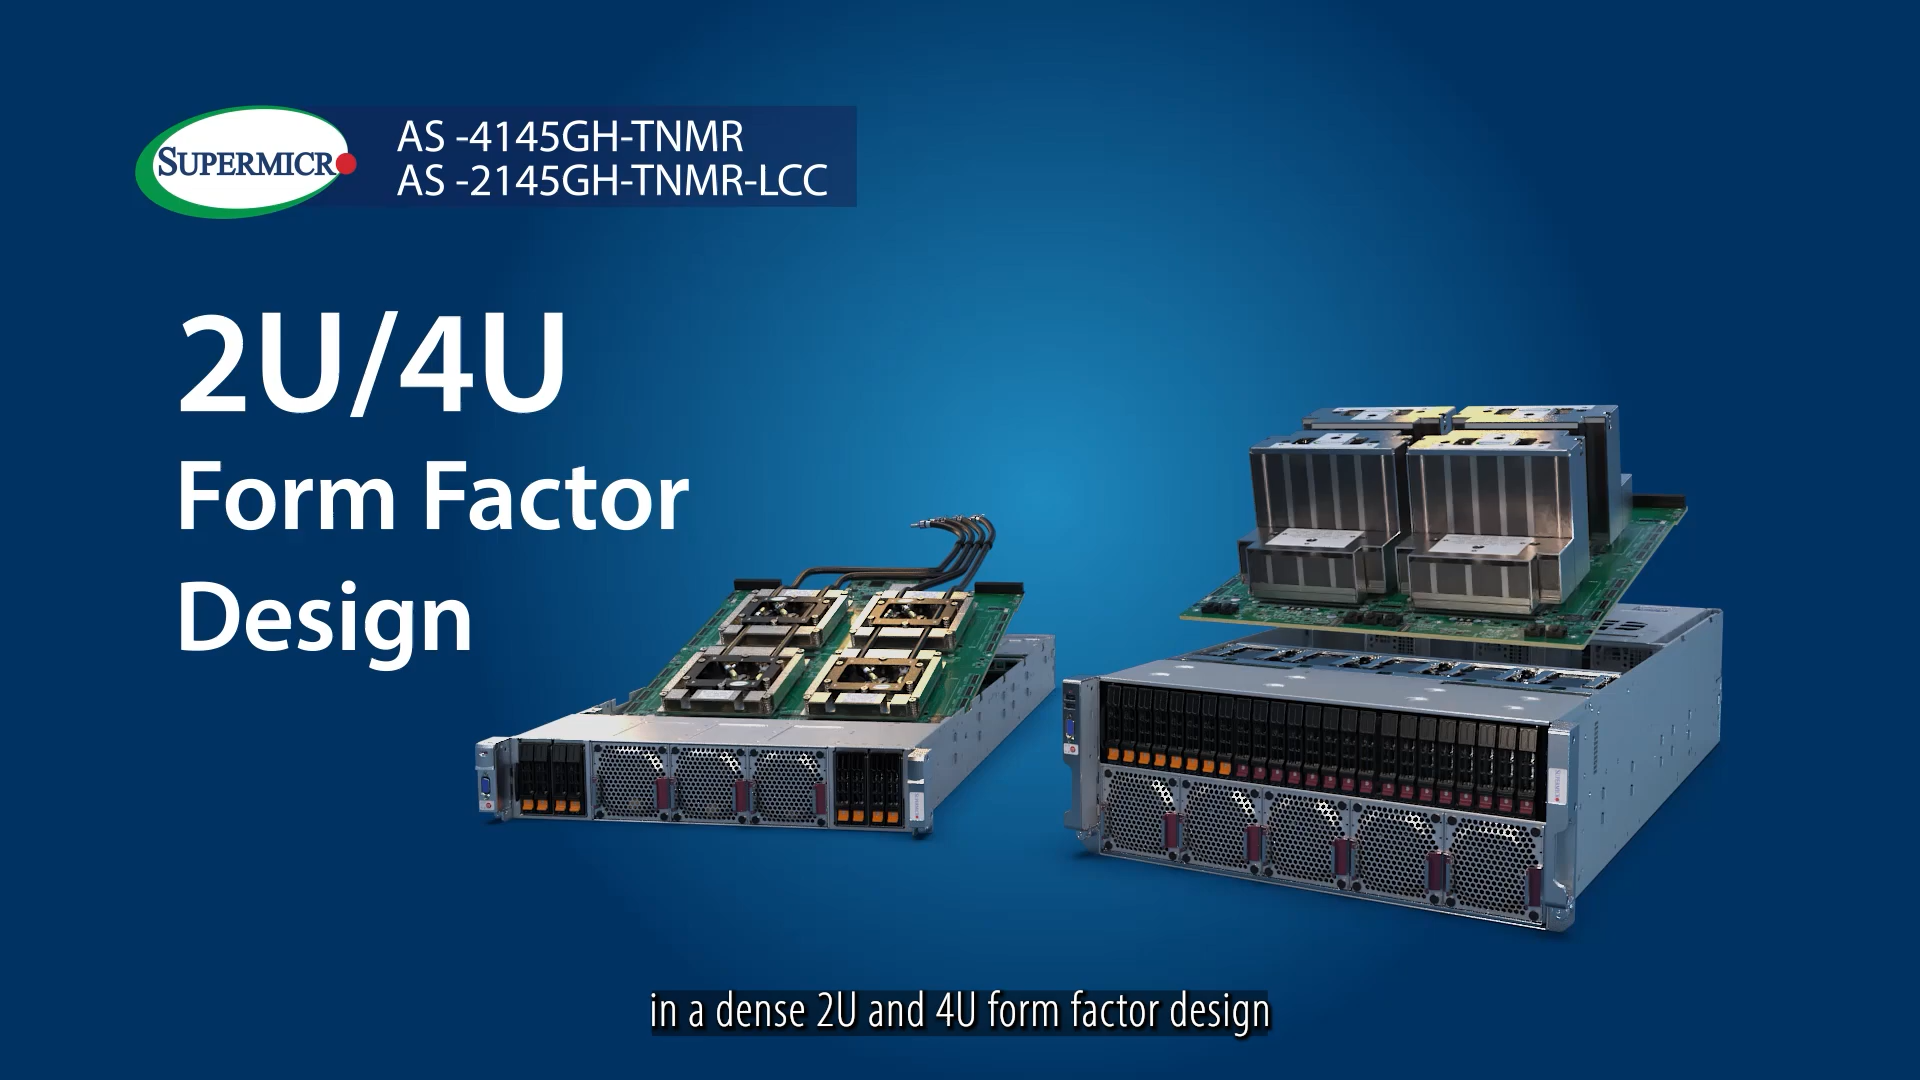 SUPERMICR
AS -4145GH-TNMR
AS -2145GH-TNMR-LCC
2U/4U
Form Factor
Design
in a dense 2U and 4U form factor design